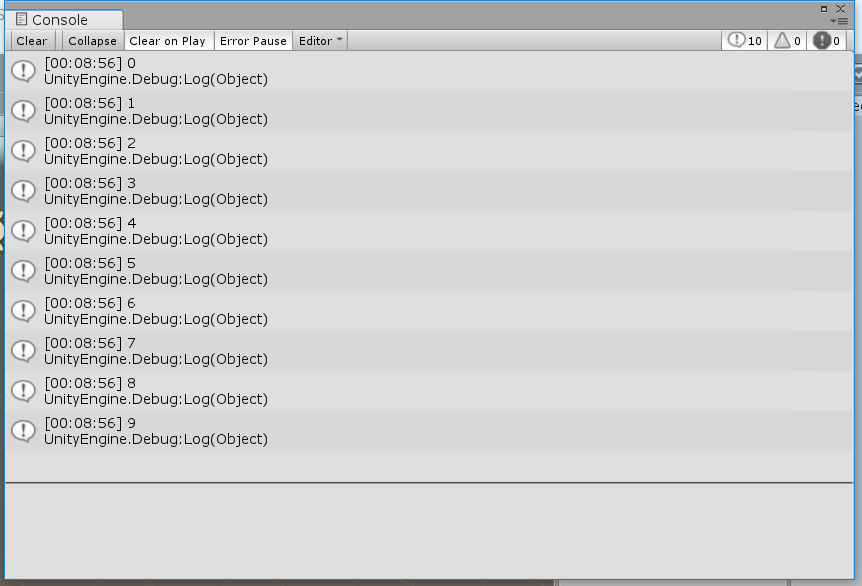 Console
Clear Collapse Clear on Play Error Pause Editor 10 0 0
[00:08:56] 0
UnityEngine.Debug:Log(Object)
[00:08:56] 1
UnityEngine.Debug:Log(Object)
[00:08:56] 2
UnityEngine.Debug:Log(Object)
[00:08:56] 3
UnityEngine.Debug:Log(Object)
[00:08:56] 4
UnityEngine.Debug:Log(Object)
[00:08:56] 5
UnityEngine.Debug:Log(Object)
[00:08:56] 6
UnityEngine.Debug:Log(Object)
[00:08:56] 7
UnityEngine.Debug:Log(Object)
[00:08:56] 8
UnityEngine.Debug:Log(Object)
[00:08:56] 9
UnityEngine.Debug:Log(Object)